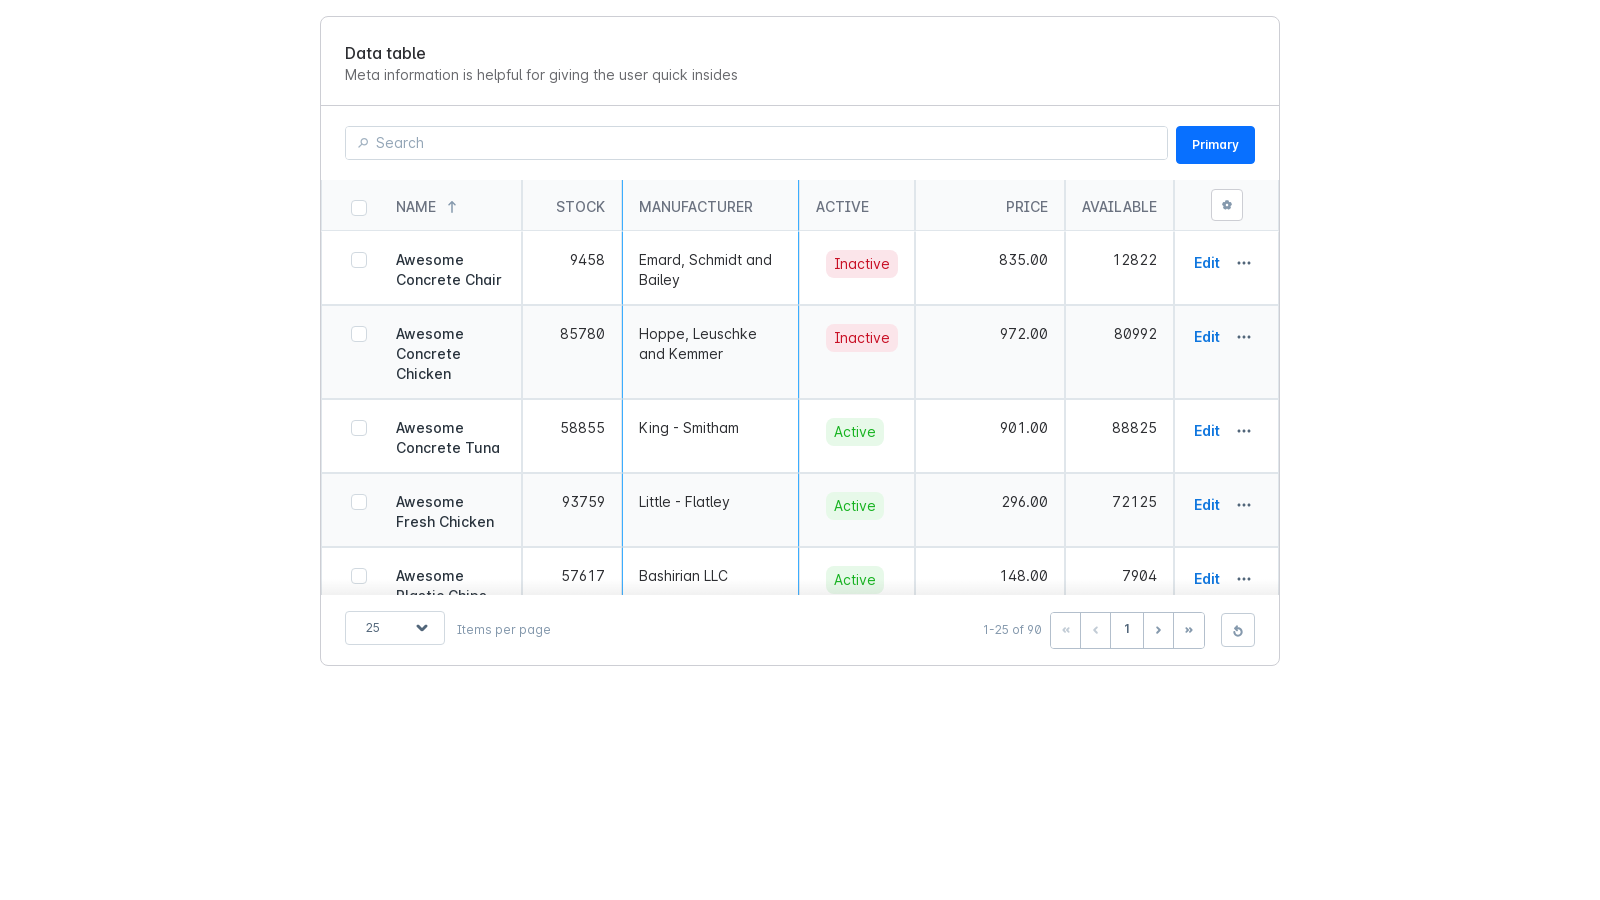 Data table
Meta information is helpful for giving the user quick insides
Search
Primary
NAME STOCK MANUFACTURER ACTIVE PRICE AVAILABLE
Awesome Concrete Chair 9458 Emard, Schmidt and Bailey Inactive 835.00 12822 Edit
Awesome Concrete Chicken 85780 Hoppe, Leuschke and Kemmer Inactive 972.00 80992 Edit
Awesome Concrete Tuna 58855 King - Smitham Active 901.00 88825 Edit
Awesome Fresh Chicken 93759 Little - Flatley Active 296.00 72125 Edit
Awesome Plastic Chips 57617 Bashirian LLC Active 148.00 7904 Edit
25 Items per page 1-25 of 90 « ‹ 1 › »